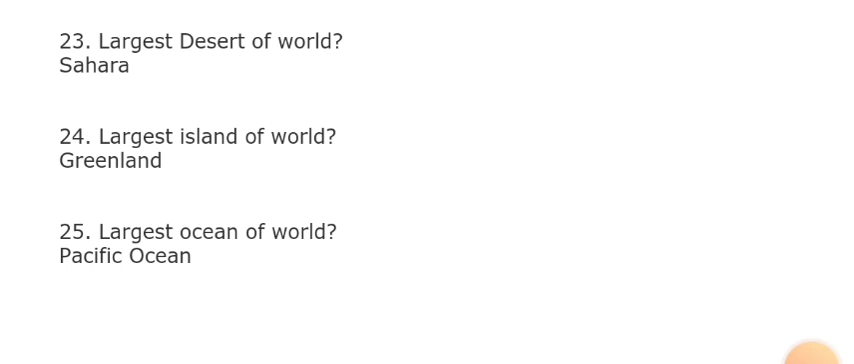 23. Largest Desert of world?
Sahara
24. Largest island of world?
Greenland
25. Largest ocean of world?
Pacific Ocean